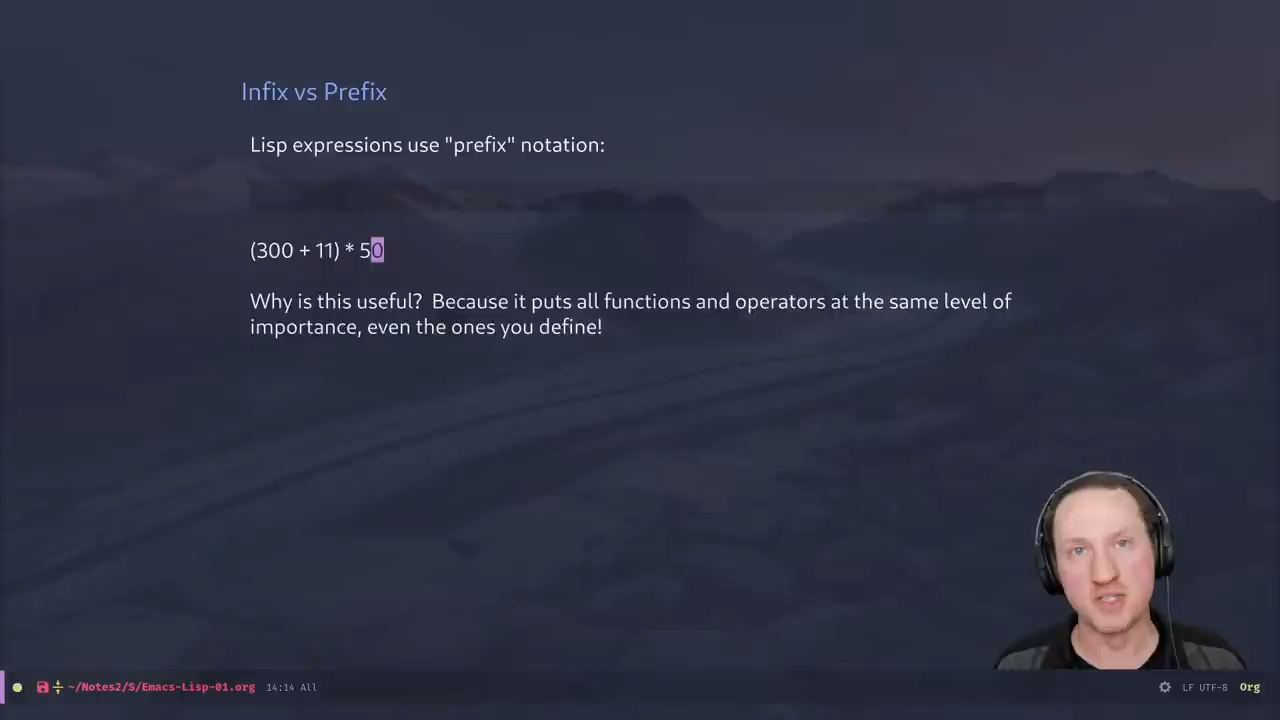 Infix vs Prefix
Lisp expressions use "prefix" notation:
(300 + 11) * 50
Why is this useful?  Because it puts all functions and operators at the same level of
importance, even the ones you define!
~/Notes2/S/Emacs-Lisp-01.org 14:14 All LF UTF-8 Org